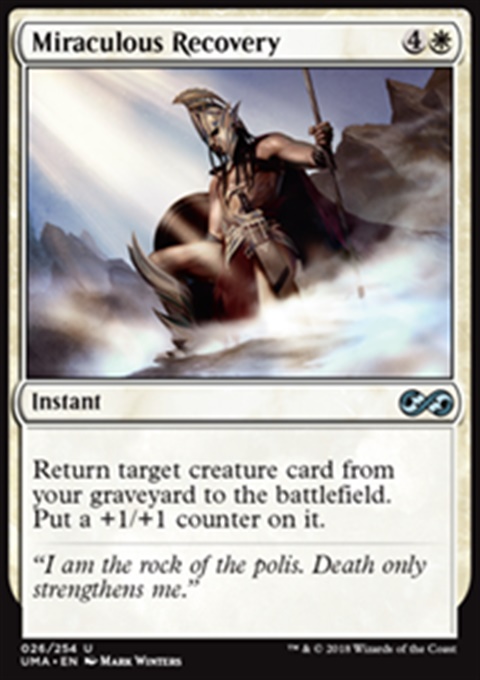 Miraculous Recovery 4
Instant
Return target creature card from
your graveyard to the battlefield.
Put a +1/+1 counter on it.
“I am the rock of the polis. Death only
strengthens me.”
026/254 U ™ & © 2018 Wizards of the Coast
UMA • EN Mark Winters